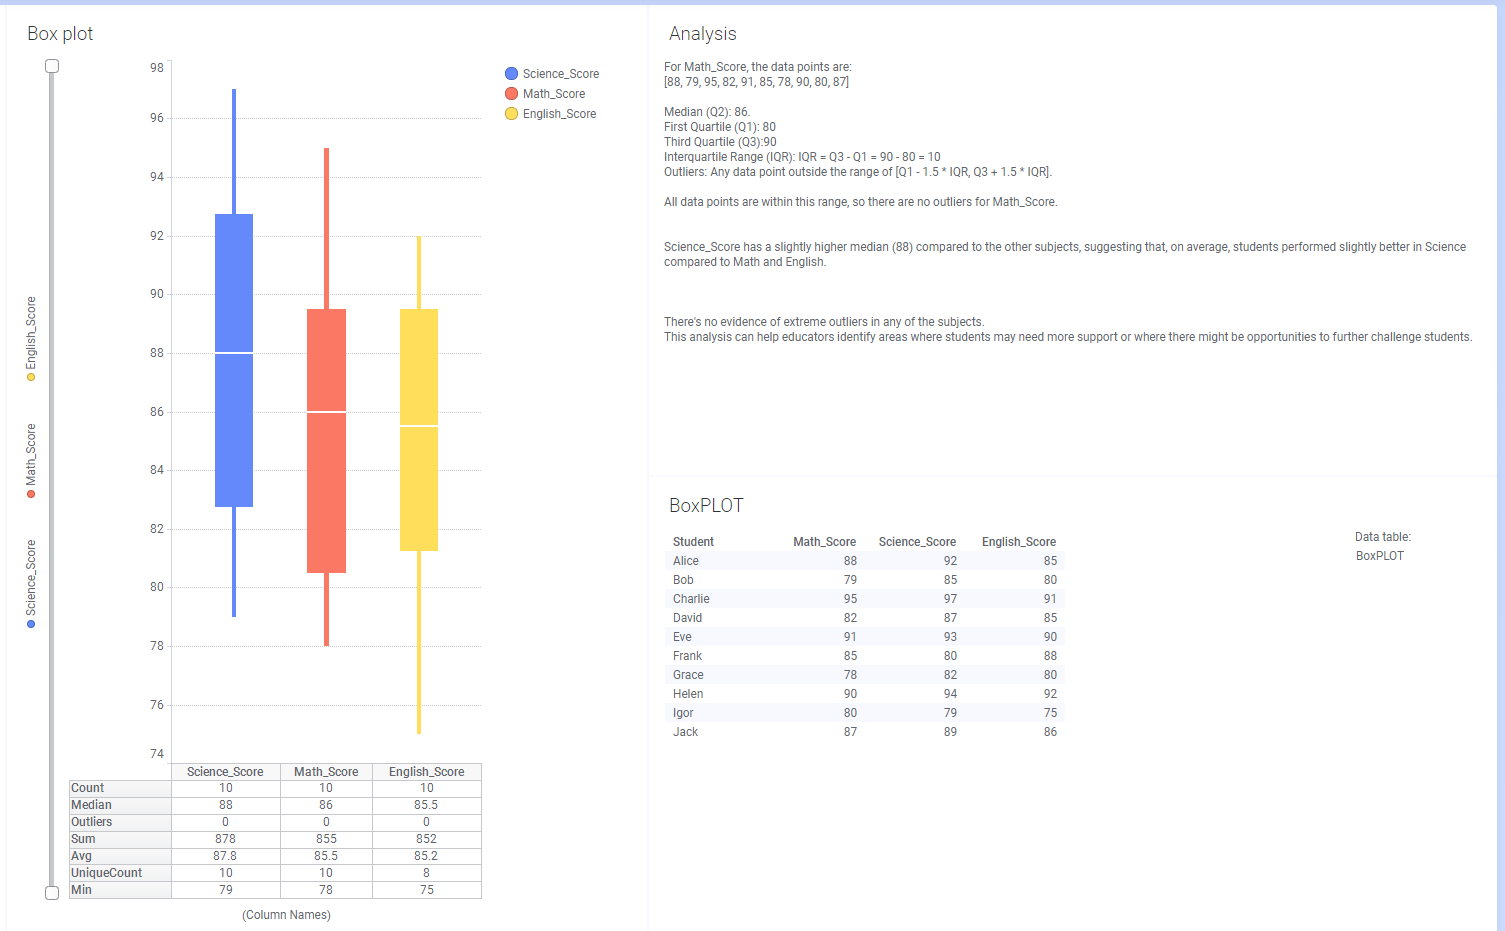 Box plot
98
96
94
92
90
88
86
84
82
80
78
76
74
Science_Score
Math_Score
English_Score
English_Score
Math_Score
Science_Score
Science_Score Math_Score English_Score
Count 10 10 10
Median 88 86 85.5
Outliers 0 0 0
Sum 878 855 852
Avg 87.8 85.5 85.2
UniqueCount 10 10 8
Min 79 78 75
(Column Names)
Analysis
For Math_Score, the data points are:
[88, 79, 95, 82, 91, 85, 78, 90, 80, 87]
Median (Q2): 86.
First Quartile (Q1): 80
Third Quartile (Q3):90
Interquartile Range (IQR): IQR = Q3 - Q1 = 90 - 80 = 10
Outliers: Any data point outside the range of [Q1 - 1.5 * IQR, Q3 + 1.5 * IQR].
All data points are within this range, so there are no outliers for Math_Score.
Science_Score has a slightly higher median (88) compared to the other subjects, suggesting that, on average, students performed slightly better in Science
compared to Math and English.
There's no evidence of extreme outliers in any of the subjects.
This analysis can help educators identify areas where students may need more support or where there might be opportunities to further challenge students.
BoxPLOT
Student Math_Score Science_Score English_Score
Alice 88 92 85
Bob 79 85 80
Charlie 95 97 91
David 82 87 85
Eve 91 93 90
Frank 85 80 88
Grace 78 82 80
Helen 90 94 92
Igor 80 79 75
Jack 87 89 86
Data table:
BoxPLOT